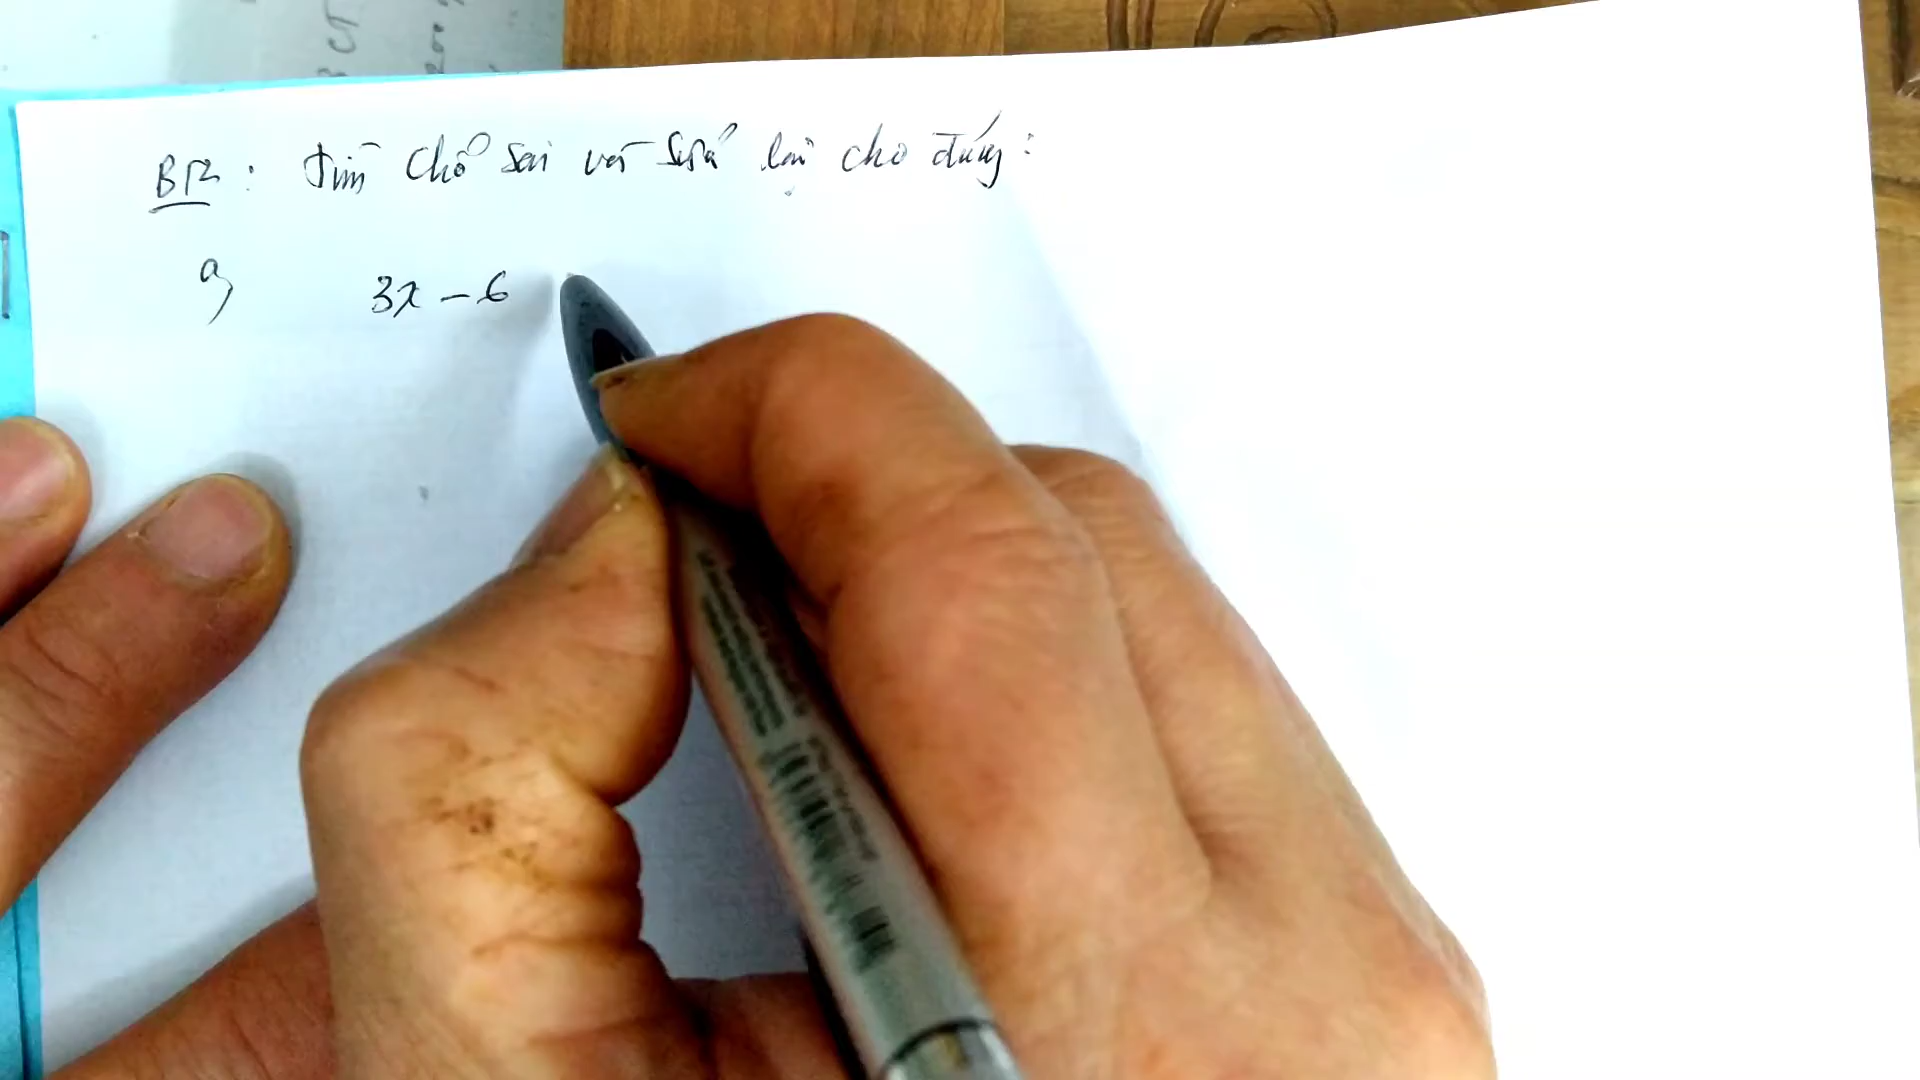 BT2: Tìm chỗ sai và sửa lại cho đúng:
a) 3x - 6